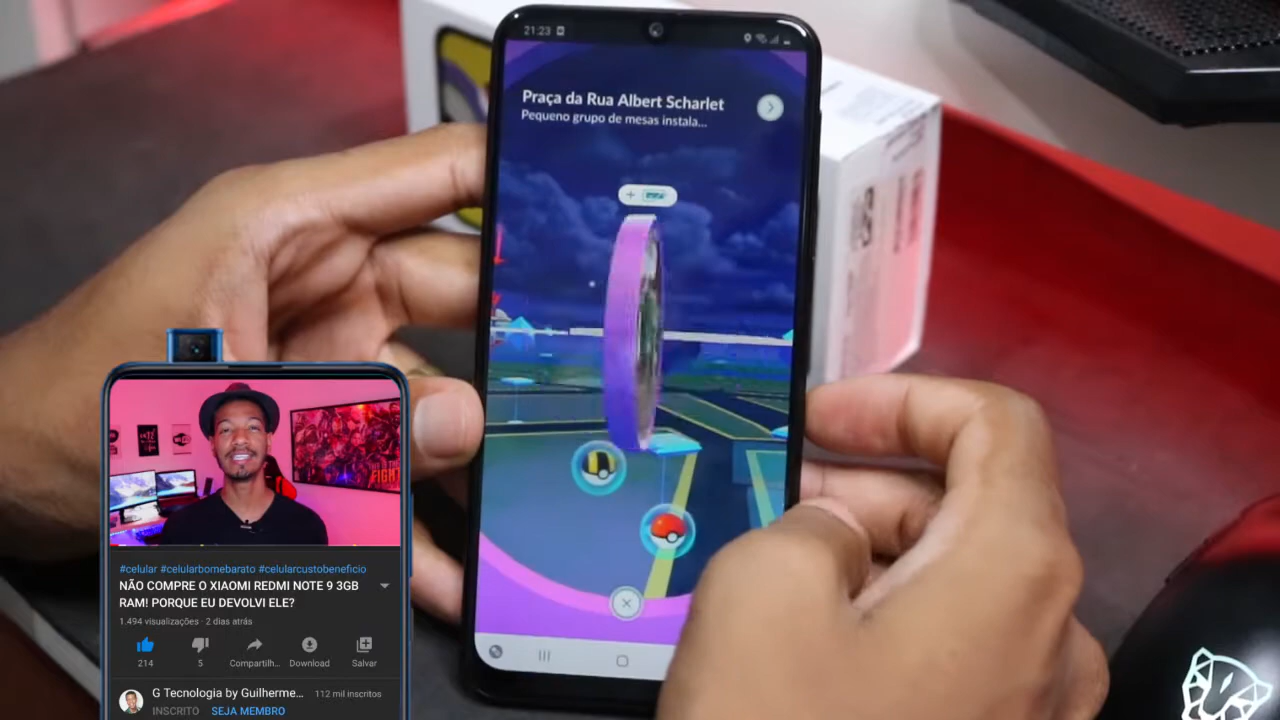 21:23
Praça da Rua Albert Scharlet
Pequeno grupo de mesas instala...
#celular #celularbomebarato #celularcustobeneficio
NÃO COMPRE O XIAOMI REDMI NOTE 9 3GB
RAM! PORQUE EU DEVOLVI ELE?
1.494 visualizações · 2 dias atrás
214
5
Compartilh...
Download
Salvar
G Tecnologia by Guilherme...
112 mil inscritos
INSCRITO
SEJA MEMBRO
FIGHT